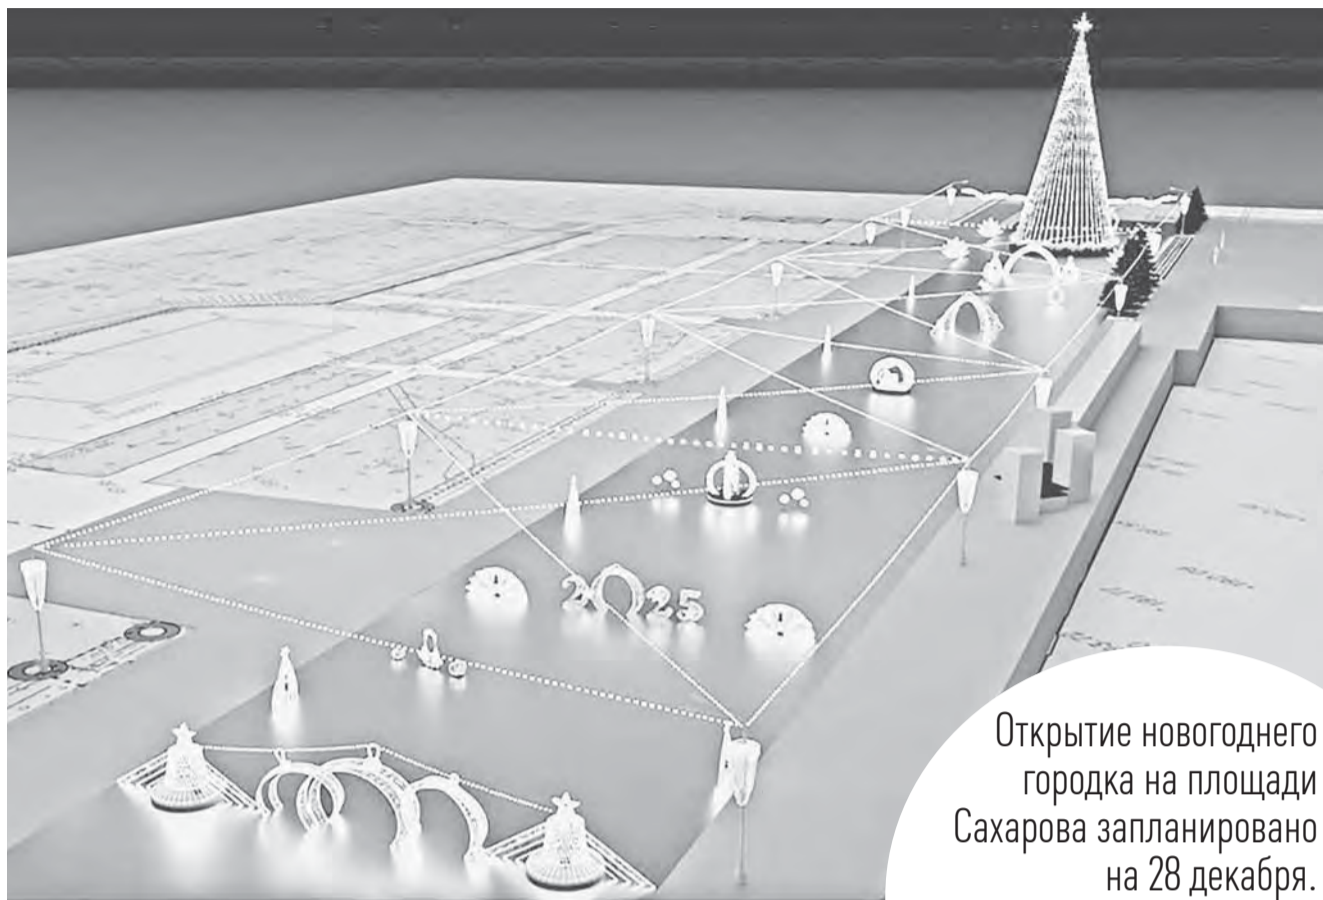 2025
Открытие новогоднего
городка на площади
Сахарова запланировано
на 28 декабря.